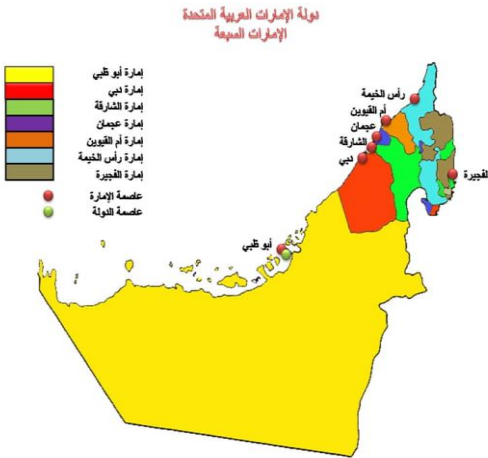 دولة الإمارات العربية المتحدة
الإمارات السبعة
إمارة أبو ظبي
إمارة دبي
إمارة الشارقة
إمارة عجمان
إمارة أم القيوين
إمارة رأس الخيمة
إمارة الفجيرة
عاصمة الإمارة
عاصمة الدولة
رأس الخيمة
أم القيوين
عجمان
الشارقة
دبي
الفجيرة
أبو ظبي